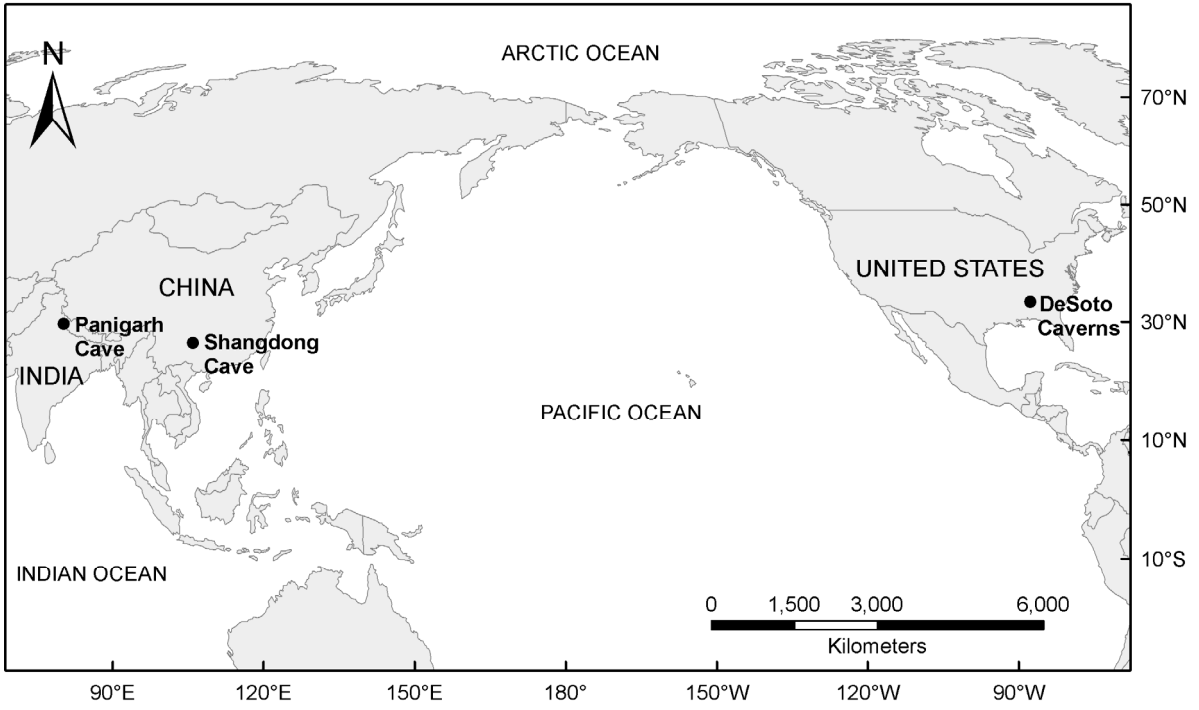 N
ARCTIC OCEAN
70°N
50°N
UNITED STATES
CHINA
DeSoto
Caverns
30°N
Panigarh
Cave
Shangdong
Cave
INDIA
PACIFIC OCEAN
10°N
10°S
INDIAN OCEAN
0 1,500 3,000 6,000
Kilometers
90°E 120°E 150°E 180° 150°W 120°W 90°W